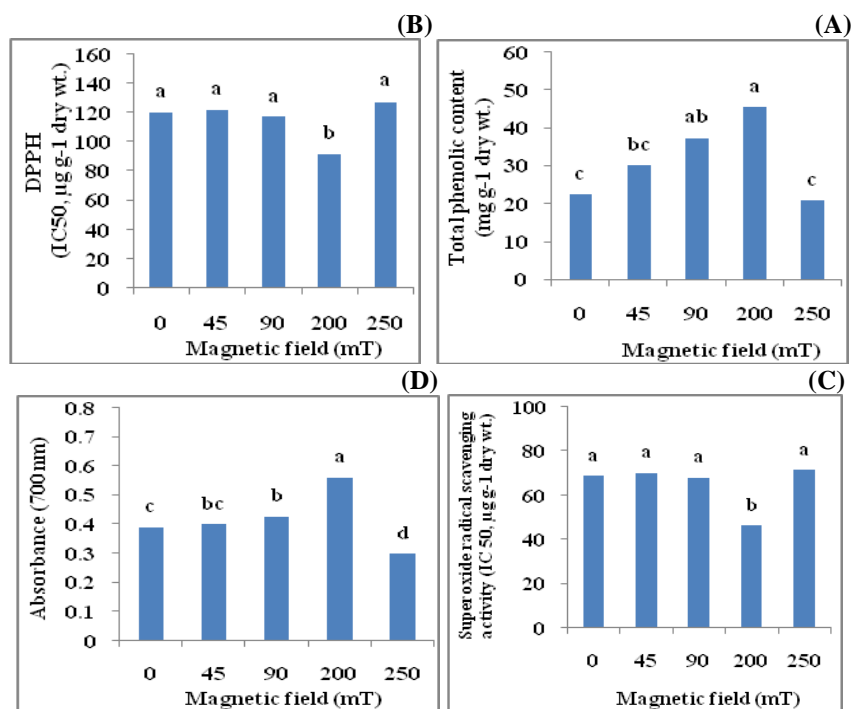 (B)
160
140
120
100
80
60
40
20
0
DPPH
(IC50, µg g-1 dry wt.)
a a a b a
0 45 90 200 250
Magnetic field (mT)
(A)
60
50
40
30
20
10
0
Total phenolic content
(mg g-1 dry wt.)
c bc ab a c
0 45 90 200 250
Magnetic field (mT)
(D)
0.8
0.7
0.6
0.5
0.4
0.3
0.2
0.1
0
Absorbance (700nm)
c bc b a d
0 45 90 200 250
Magnetic field (mT)
(C)
100
80
60
40
20
0
Superoxide radical scavenging
activity (IC 50, µg g-1 dry wt.)
a a a b a
0 45 90 200 250
Magnetic field (mT)